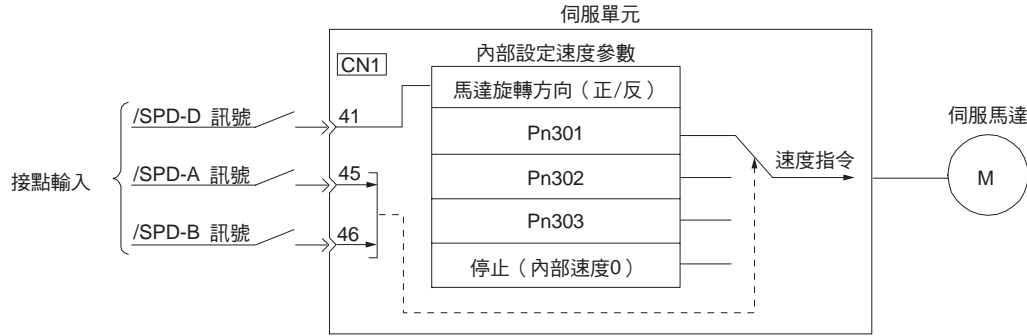 伺服單元
CN1
內部設定速度參數
馬達旋轉方向（正/反）
/SPD-D 訊號
41
Pn301
伺服馬達
速度指令
/SPD-A 訊號
45
接點輸入
Pn302
M
Pn303
/SPD-B 訊號
46
停止（內部速度0）